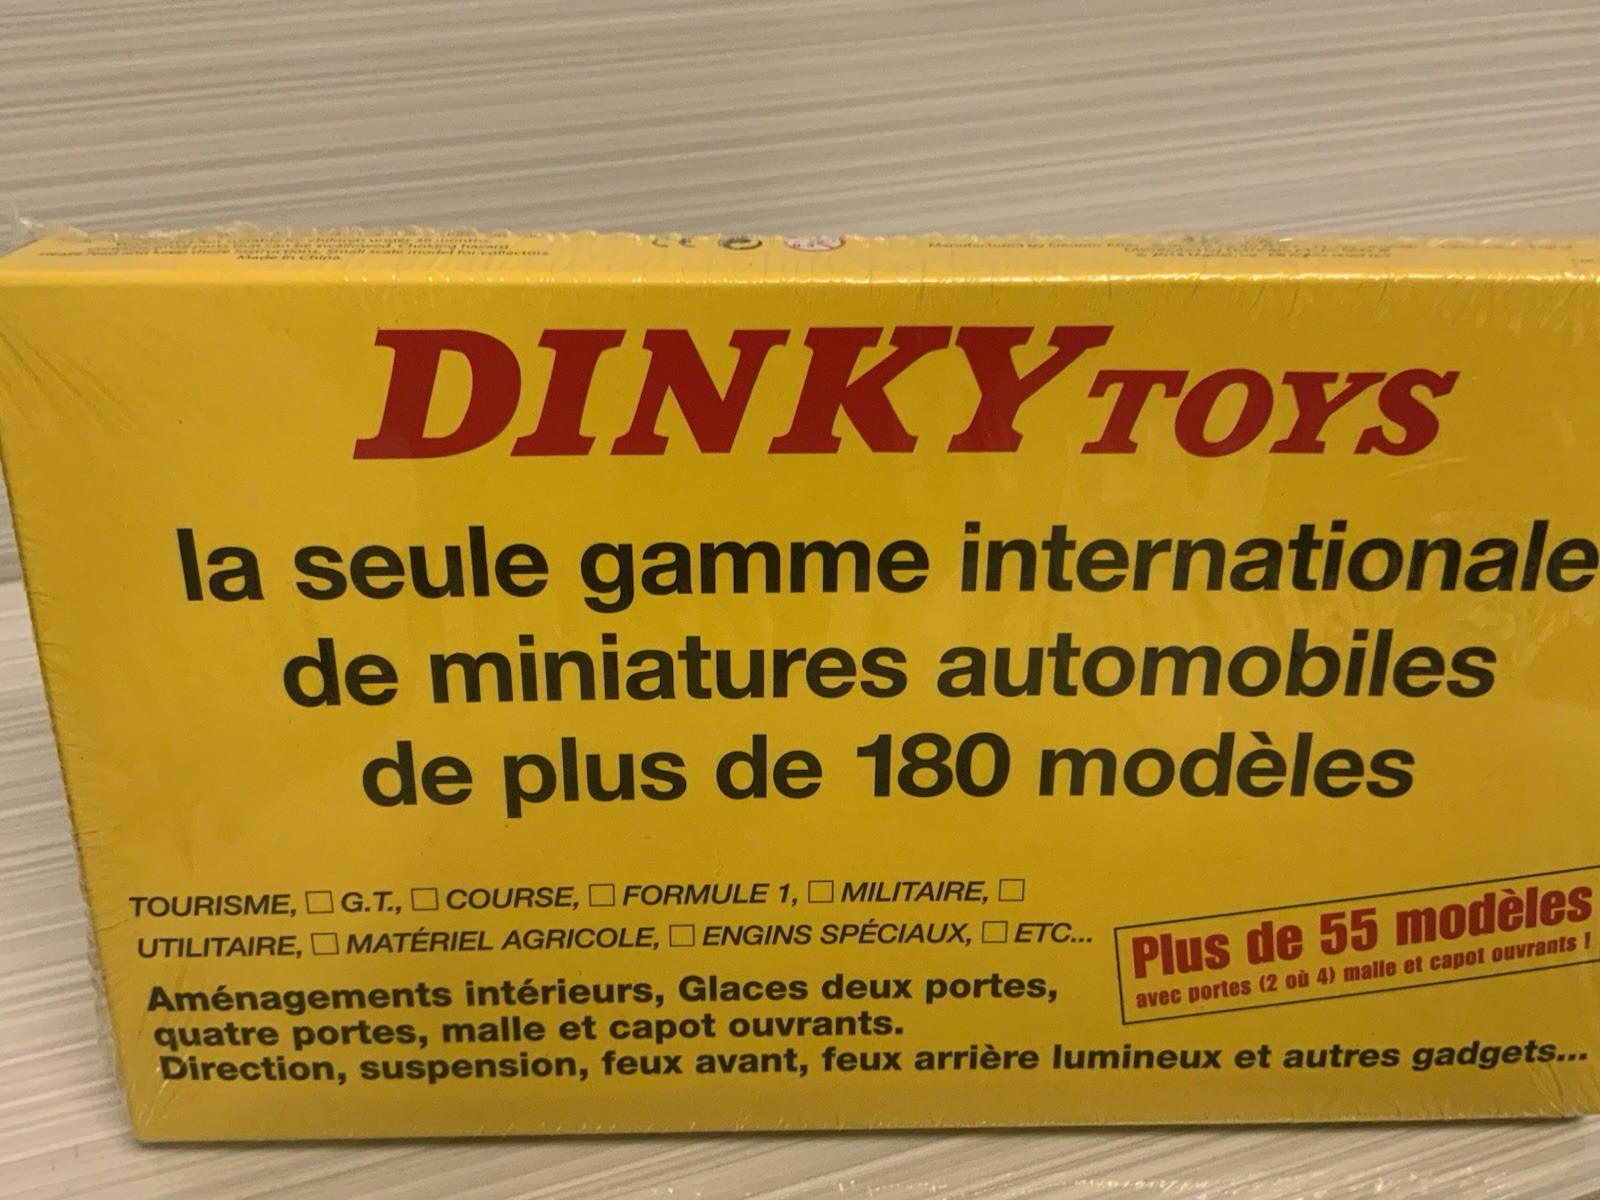 Made in China
DINKY TOYS
la seule gamme internationale
de miniatures automobiles
de plus de 180 modèles
TOURISME, ☐ G.T., ☐ COURSE, ☐ FORMULE 1, ☐ MILITAIRE, ☐
UTILITAIRE, ☐ MATÉRIEL AGRICOLE, ☐ ENGINS SPÉCIAUX, ☐ ETC...
Plus de 55 modèles
avec portes (2 où 4) malle et capot ouvrants !
Aménagements intérieurs, Glaces deux portes,
quatre portes, malle et capot ouvrants.
Direction, suspension, feux avant, feux arrière lumineux et autres gadgets...